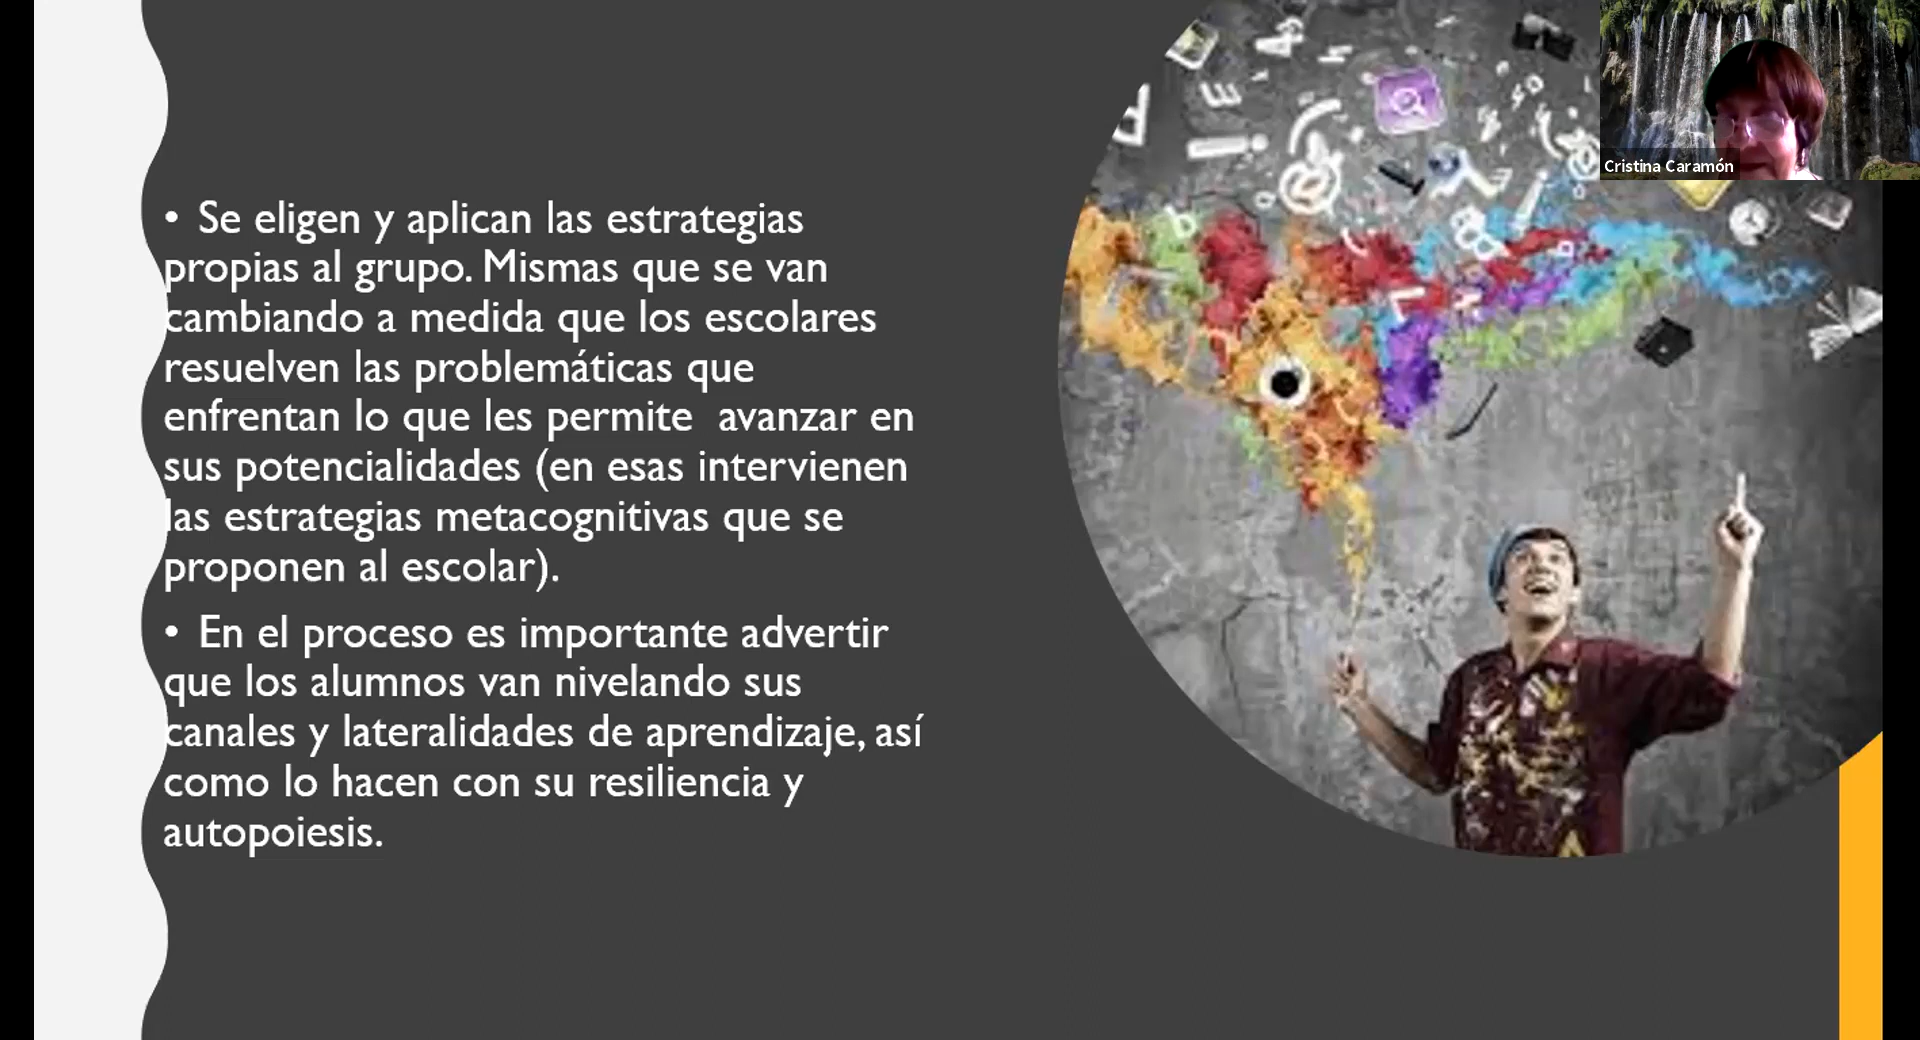 • Se eligen y aplican las estrategias
propias al grupo. Mismas que se van
cambiando a medida que los escolares
resuelven las problemáticas que
enfrentan lo que les permite  avanzar en
sus potencialidades (en esas intervienen
las estrategias metacognitivas que se
proponen al escolar).
• En el proceso es importante advertir
que los alumnos van nivelando sus
canales y lateralidades de aprendizaje, así
como lo hacen con su resiliencia y
autopoiesis.
Cristina Caramón